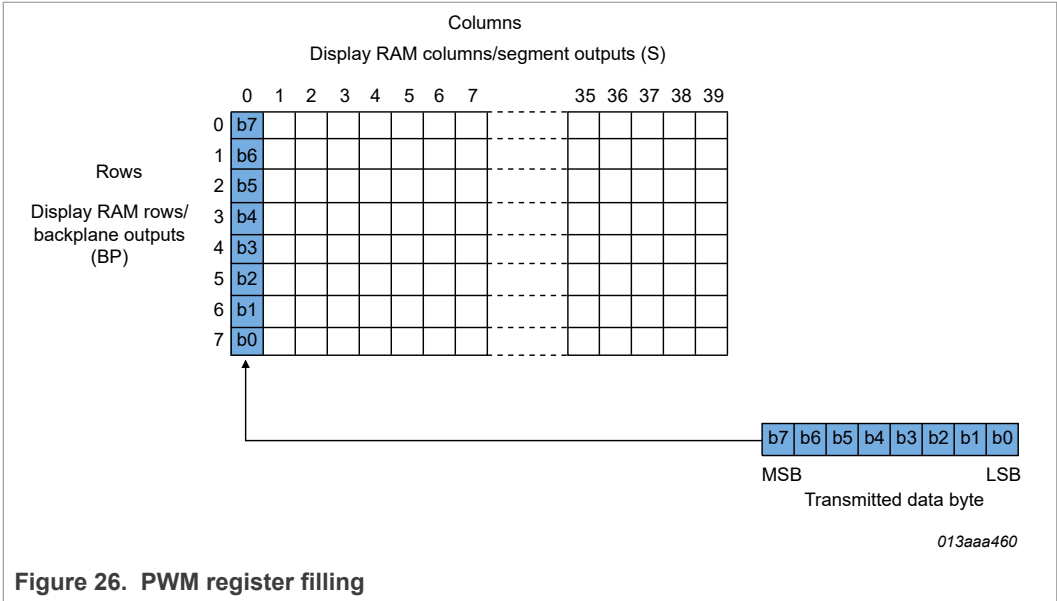 Columns
Display RAM columns/segment outputs (S)
0 1 2 3 4 5 6 7 35 36 37 38 39
0 b7
1 b6
2 b5
3 b4
4 b3
5 b2
6 b1
7 b0
Rows
Display RAM rows/
backplane outputs
(BP)
b7 b6 b5 b4 b3 b2 b1 b0
MSB LSB
Transmitted data byte
013aaa460
Figure 26. PWM register filling